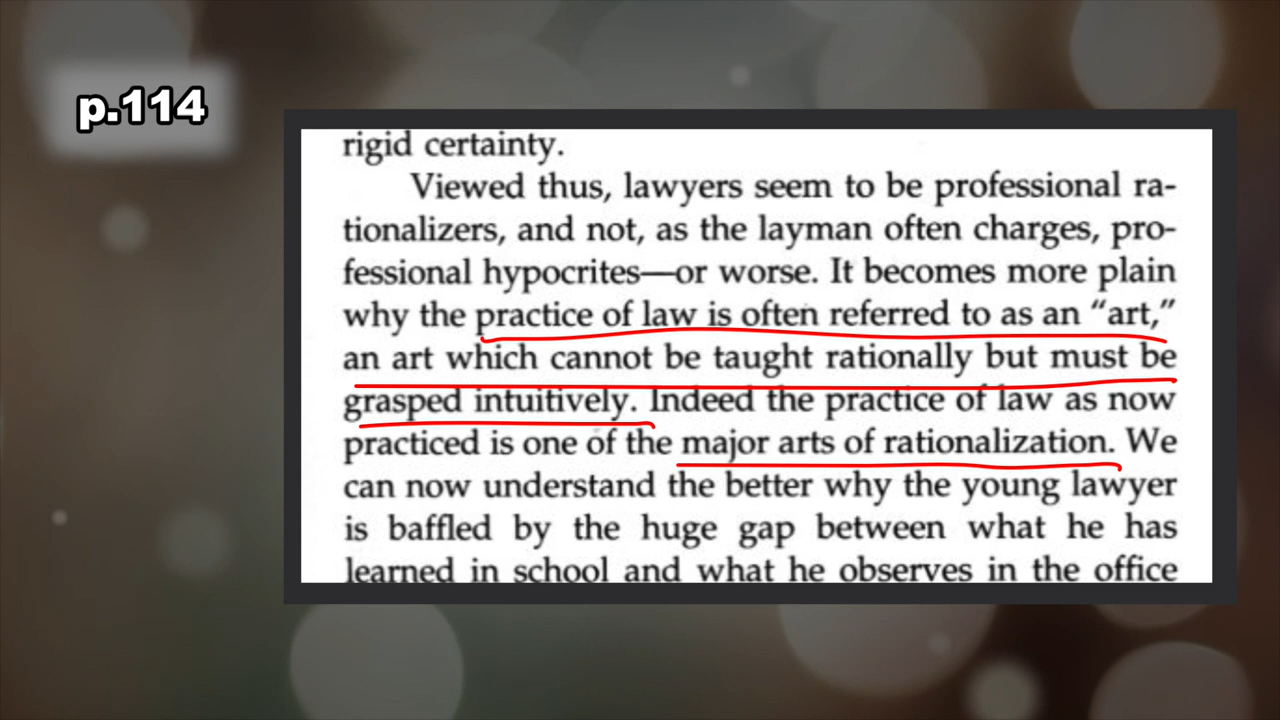 p.114
rigid certainty.
Viewed thus, lawyers seem to be professional ra-
tionalizers, and not, as the layman often charges, pro-
fessional hypocrites—or worse. It becomes more plain
why the practice of law is often referred to as an “art,”
an art which cannot be taught rationally but must be
grasped intuitively. Indeed the practice of law as now
practiced is one of the major arts of rationalization. We
can now understand the better why the young lawyer
is baffled by the huge gap between what he has
learned in school and what he observes in the office